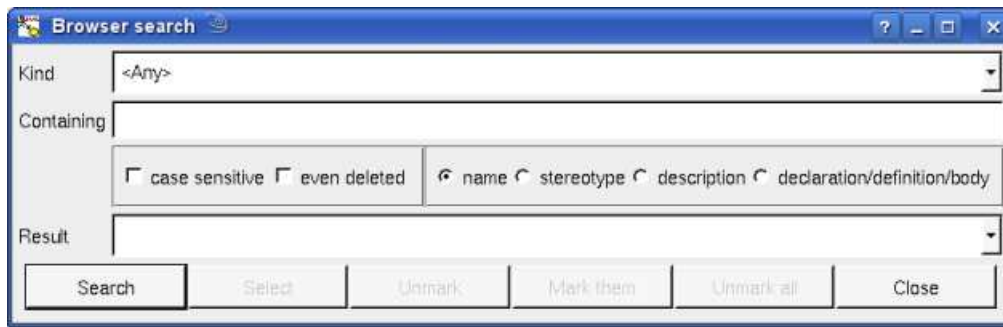 Browser search
Kind <Any>
Containing
case sensitive even deleted name stereotype description declaration/definition/body
Result
Search Select Unmark Mark them Unmark all Close